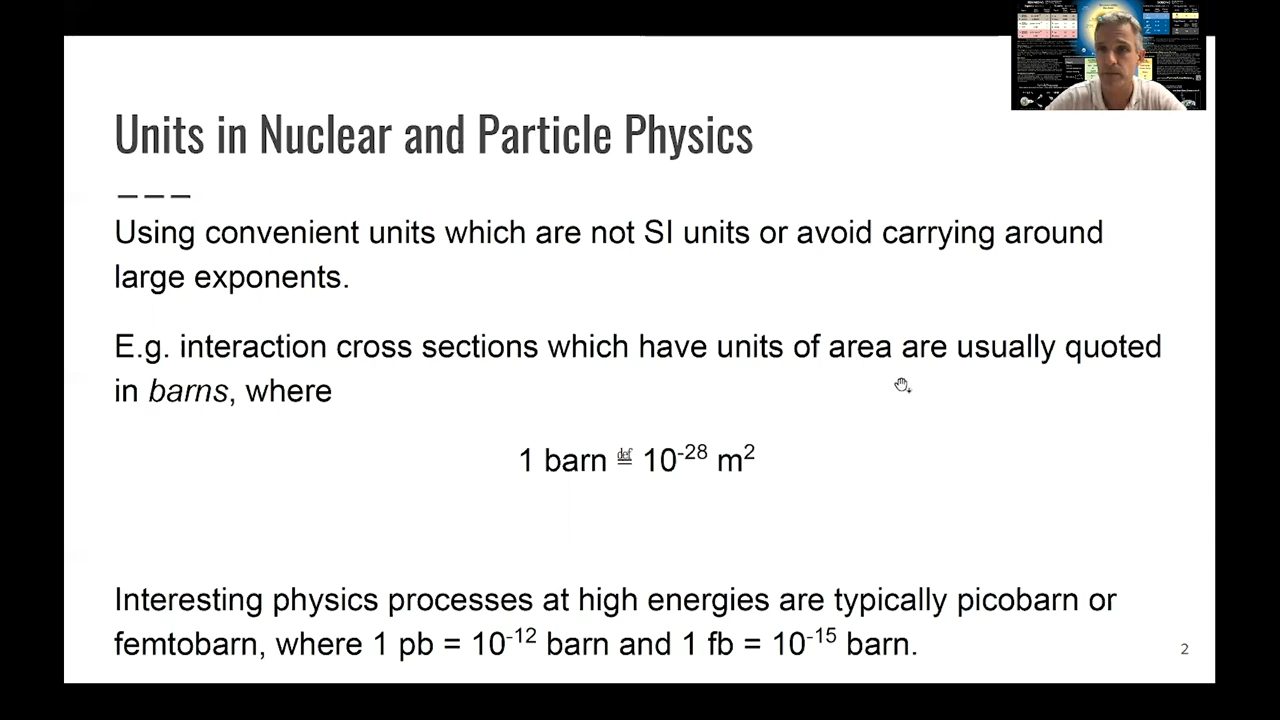 Units in Nuclear and Particle Physics
Using convenient units which are not SI units or avoid carrying around
large exponents.
E.g. interaction cross sections which have units of area are usually quoted
in barns, where
1 barn ≝ 10⁻²⁸ m²
Interesting physics processes at high energies are typically picobarn or
femtobarn, where 1 pb = 10⁻¹² barn and 1 fb = 10⁻¹⁵ barn.
2